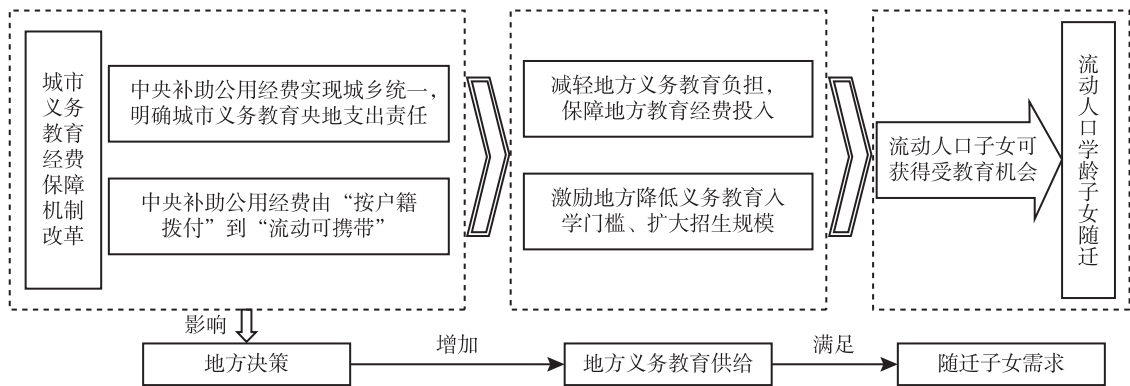 城市
义务
教育
经费
保障
机制
改革
中央补助公用经费实现城乡统一，
明确城市义务教育央地支出责任
中央补助公用经费由“按户籍
拨付”到“流动可携带”
减轻地方义务教育负担，
保障地方教育经费投入
激励地方降低义务教育入
学门槛、扩大招生规模
流动人口子女可
获得受教育机会
流动人口学龄子女随迁
影响
地方决策
增加
地方义务教育供给
满足
随迁子女需求